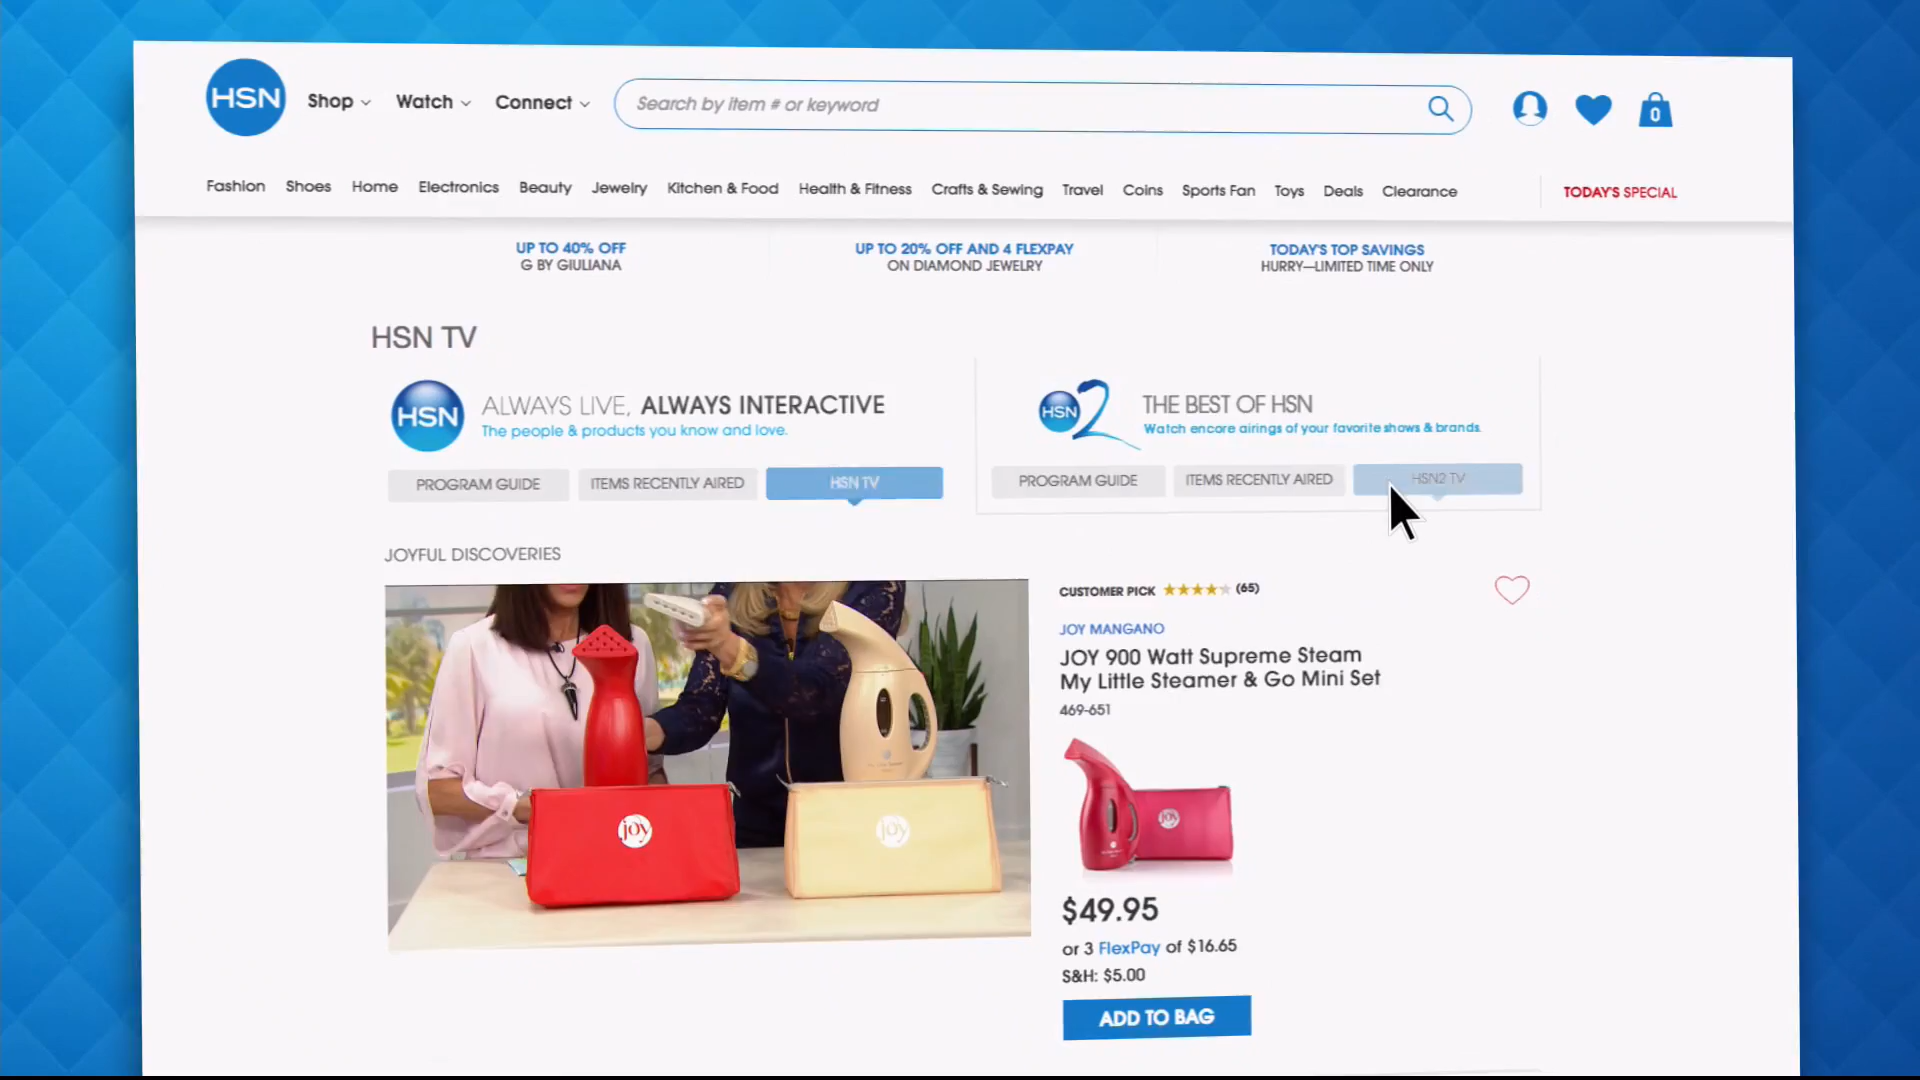 HSN Shop Watch Connect Search by item # or keyword 0
Fashion Shoes Home Electronics Beauty Jewelry Kitchen & Food Health & Fitness Crafts & Sewing Travel Coins Sports Fan Toys Deals Clearance TODAY'S SPECIAL
UP TO 40% OFF
G BY GIULIANA
UP TO 20% OFF AND 4 FLEXPAY
ON DIAMOND JEWELRY
TODAY'S TOP SAVINGS
HURRY—LIMITED TIME ONLY
HSN TV
HSN
ALWAYS LIVE, ALWAYS INTERACTIVE
The people & products you know and love.
PROGRAM GUIDE ITEMS RECENTLY AIRED HSN TV
HSN2
THE BEST OF HSN
Watch encore airings of your favorite shows & brands.
PROGRAM GUIDE ITEMS RECENTLY AIRED HSN2 TV
JOYFUL DISCOVERIES
joy
joy
CUSTOMER PICK (65)
JOY MANGANO
JOY 900 Watt Supreme Steam
My Little Steamer & Go Mini Set
469-651
joy
$49.95
or 3 FlexPay of $16.65
S&H: $5.00
ADD TO BAG